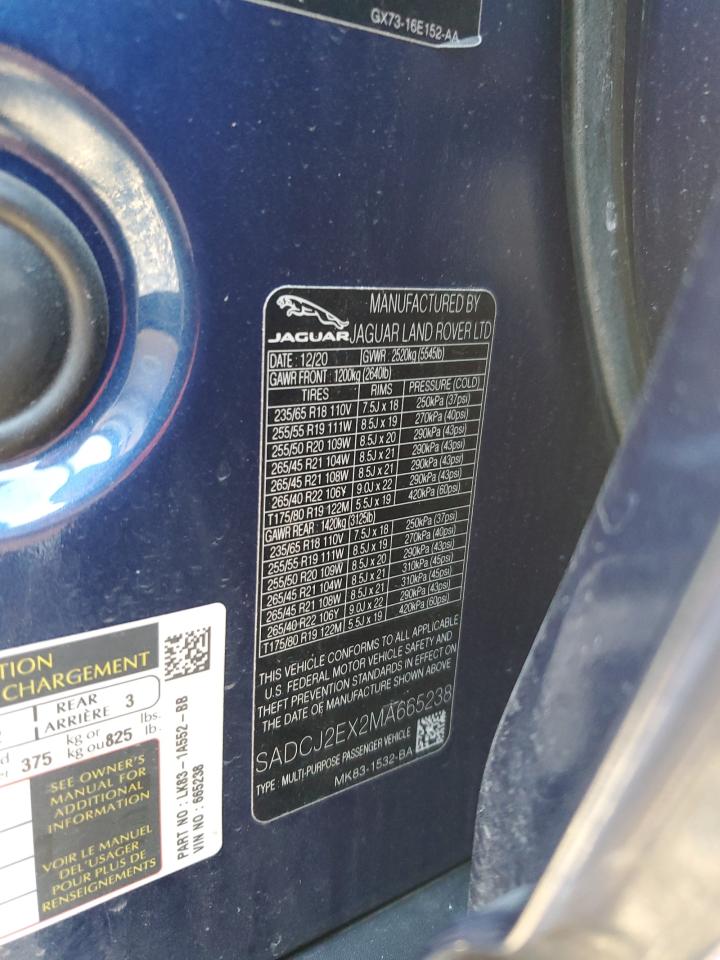 GX73-16E152-AA
JAGUAR
MANUFACTURED BY
JAGUAR LAND ROVER LTD
DATE : 12/20 GVWR : 2520kg (5545lb)
GAWR FRONT : 1200kg (2640lb)
TIRES RIMS PRESSURE (COLD)
235/65 R18 110V 7.5J x 18 250kPa (37psi)
255/55 R19 111W 8.5J x 19 270kPa (40psi)
255/50 R20 109W 8.5J x 20 290kPa (43psi)
265/45 R21 104W 8.5J x 21 290kPa (43psi)
265/45 R21 108W 8.5J x 21 290kPa (43psi)
265/40 R22 106Y 9.0J x 22 290kPa (43psi)
T175/80 R19 122M 5.5J x 19 420kPa (60psi)
GAWR REAR : 1420kg (3125lb)
235/65 R18 110V 7.5J x 18 250kPa (37psi)
255/55 R19 111W 8.5J x 19 270kPa (40psi)
255/50 R20 109W 8.5J x 20 290kPa (43psi)
265/45 R21 104W 8.5J x 21 310kPa (45psi)
265/45 R21 108W 8.5J x 21 310kPa (45psi)
265/40 R22 106Y 9.0J x 22 290kPa (43psi)
T175/80 R19 122M 5.5J x 19 420kPa (60psi)
THIS VEHICLE CONFORMS TO ALL APPLICABLE
U.S. FEDERAL MOTOR VEHICLE SAFETY AND
THEFT PREVENTION STANDARDS IN EFFECT ON
THE DATE OF MANUFACTURE SHOWN ABOVE
SADCJ2EX2MA665238
TYPE : MULTI-PURPOSE PASSENGER VEHICLE
MK83-1532-BA
CHARGEMENT
REAR
ARRIÈRE 3
375 kg or kg ou 825 lbs. lb.
SEE OWNER'S
MANUAL FOR
ADDITIONAL
INFORMATION
VOIR LE MANUEL
DEL'USAGER
POUR PLUS DE
RENSEIGNEMENTS
PART NO : LK83-1A552-BB
VIN NO : 665238